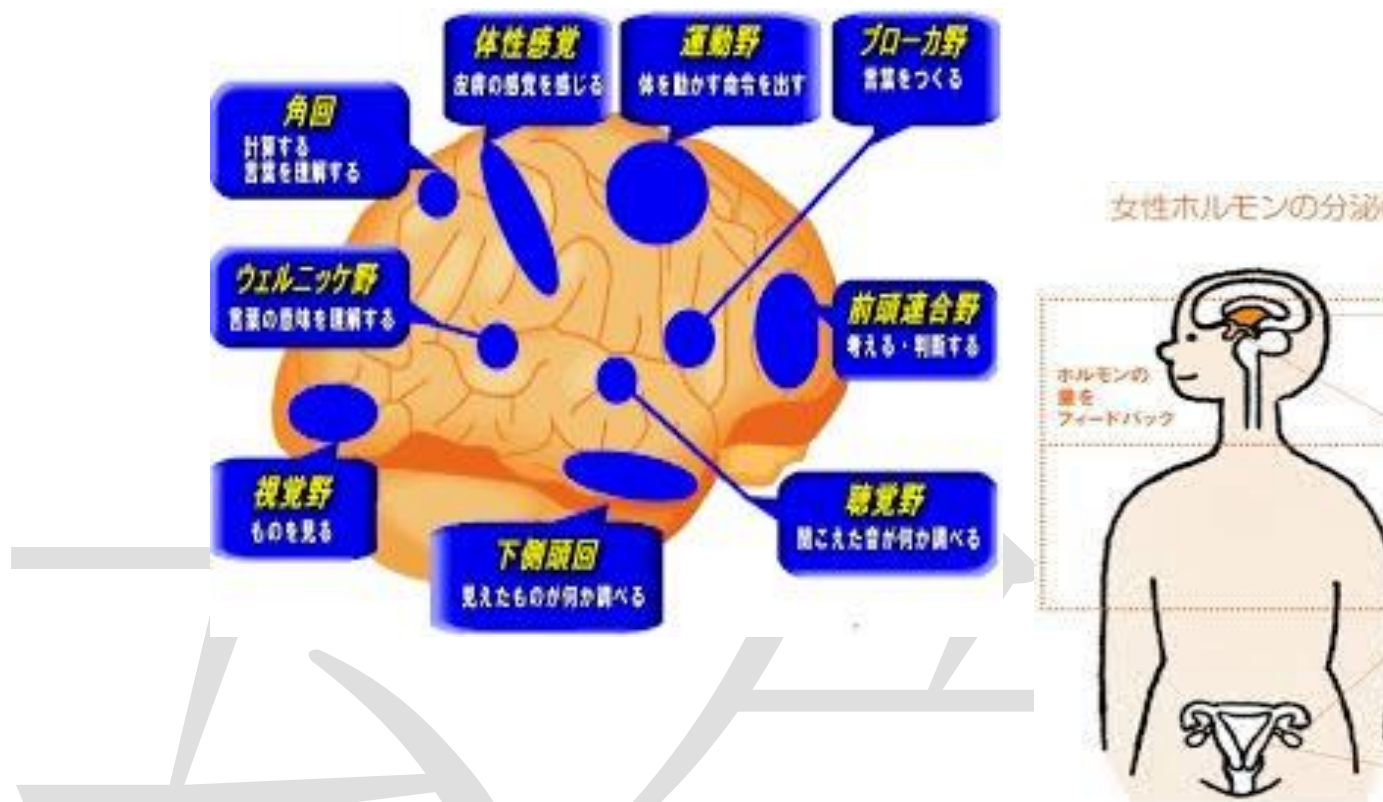 体性感覚
皮膚の感覚を感じる
運動野
体を動かす命令を出す
ブローカ野
言葉をつくる
角回
計算する
言葉を理解する
ウェルニッケ野
言葉の意味を理解する
前頭連合野
考える・判断する
視覚野
ものを見る
下側頭回
見えたものが何か調べる
聴覚野
聞こえた音が何か調べる
女性ホルモンの分泌
ホルモンの
量を
フィードバック